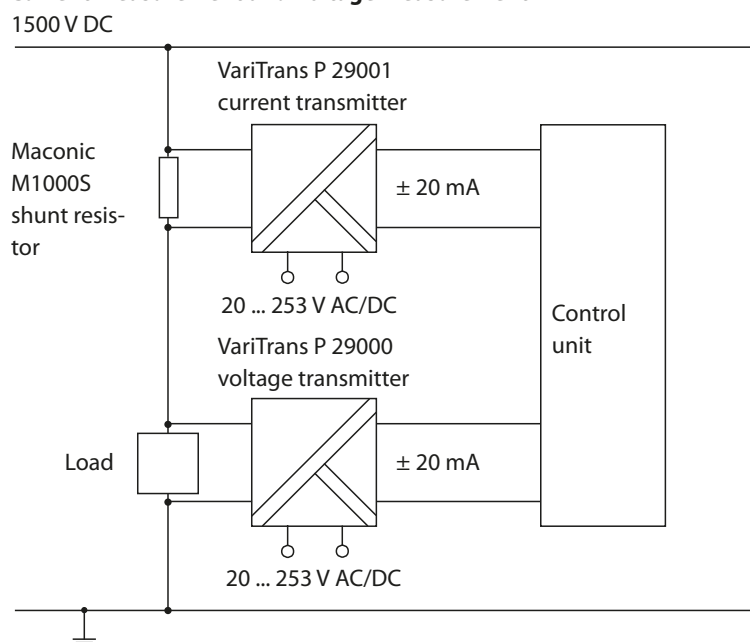 1500 V DC
VariTrans P 29001
current transmitter
Maconic
M1000S
shunt resis-
tor
± 20 mA
20 ... 253 V AC/DC
Control
unit
VariTrans P 29000
voltage transmitter
Load
± 20 mA
20 ... 253 V AC/DC